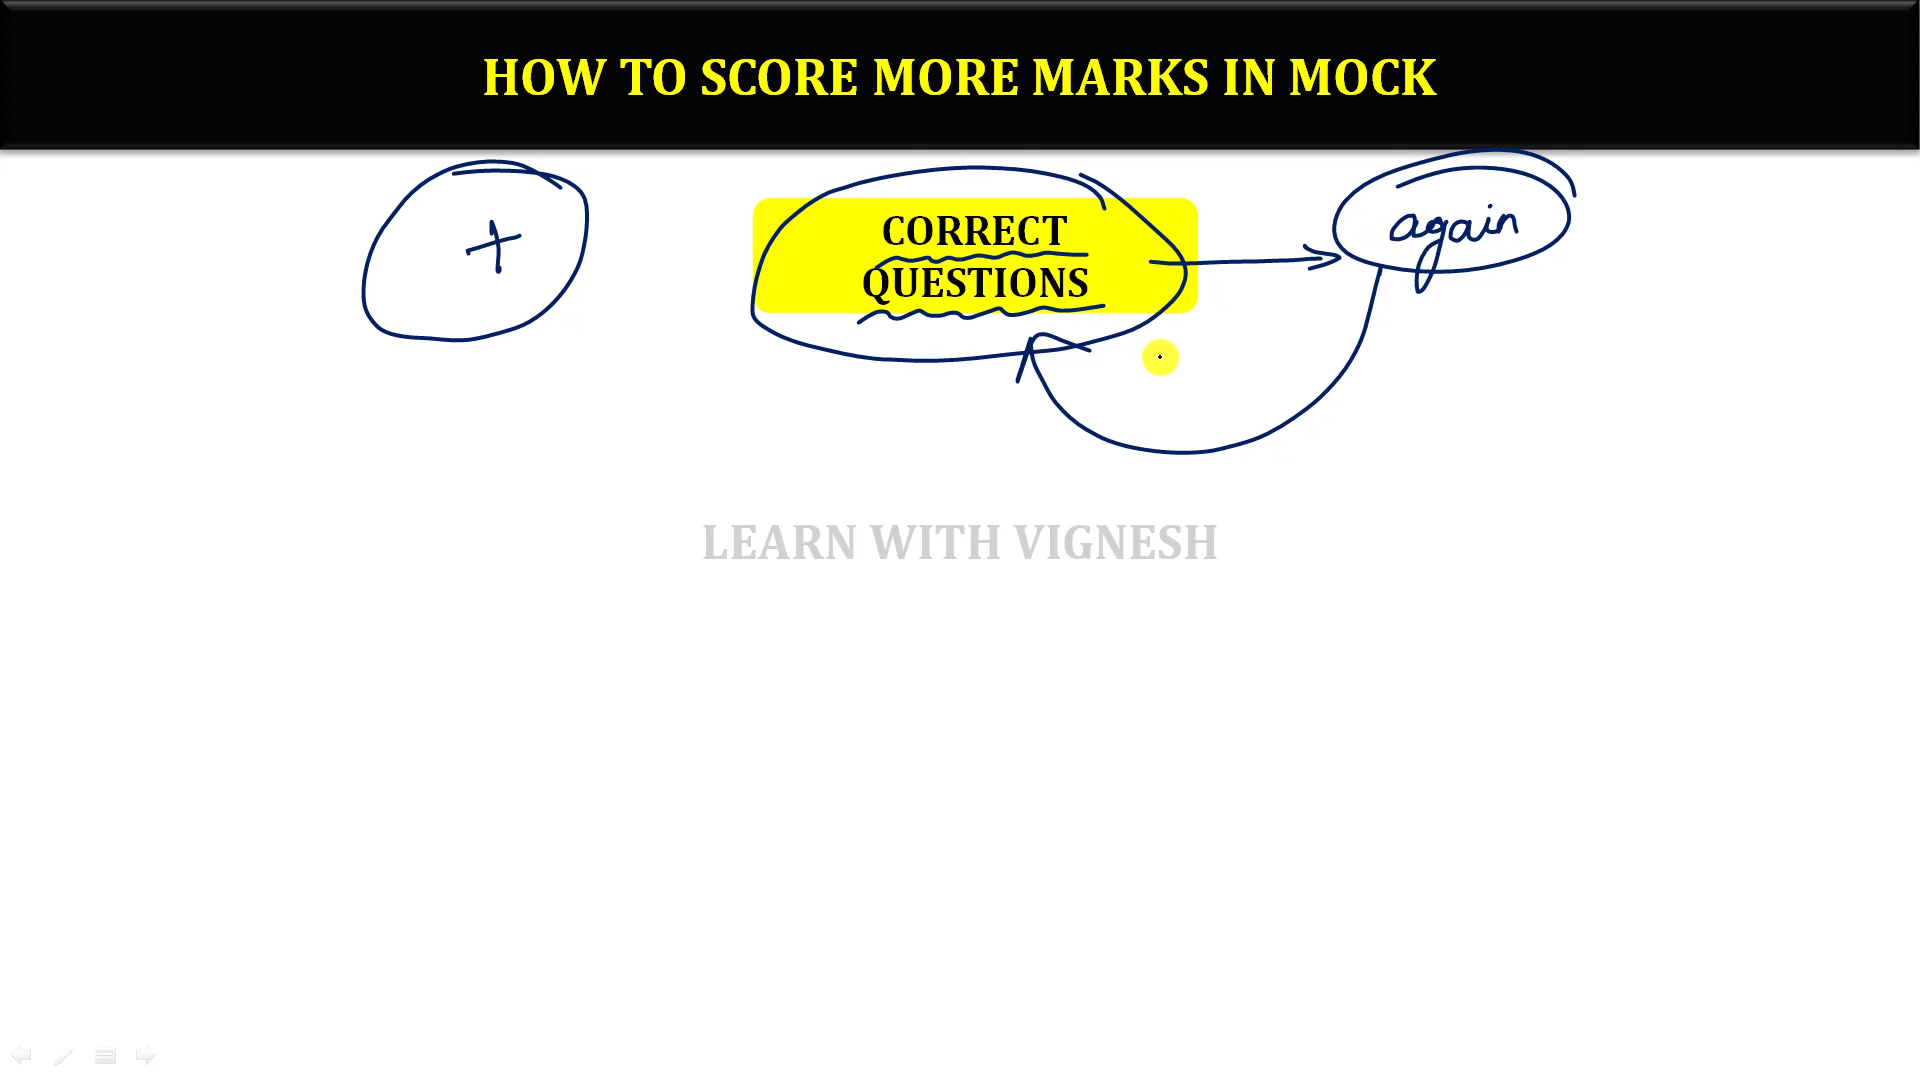 HOW TO SCORE MORE MARKS IN MOCK
+
CORRECT
QUESTIONS
again
LEARN WITH VIGNESH